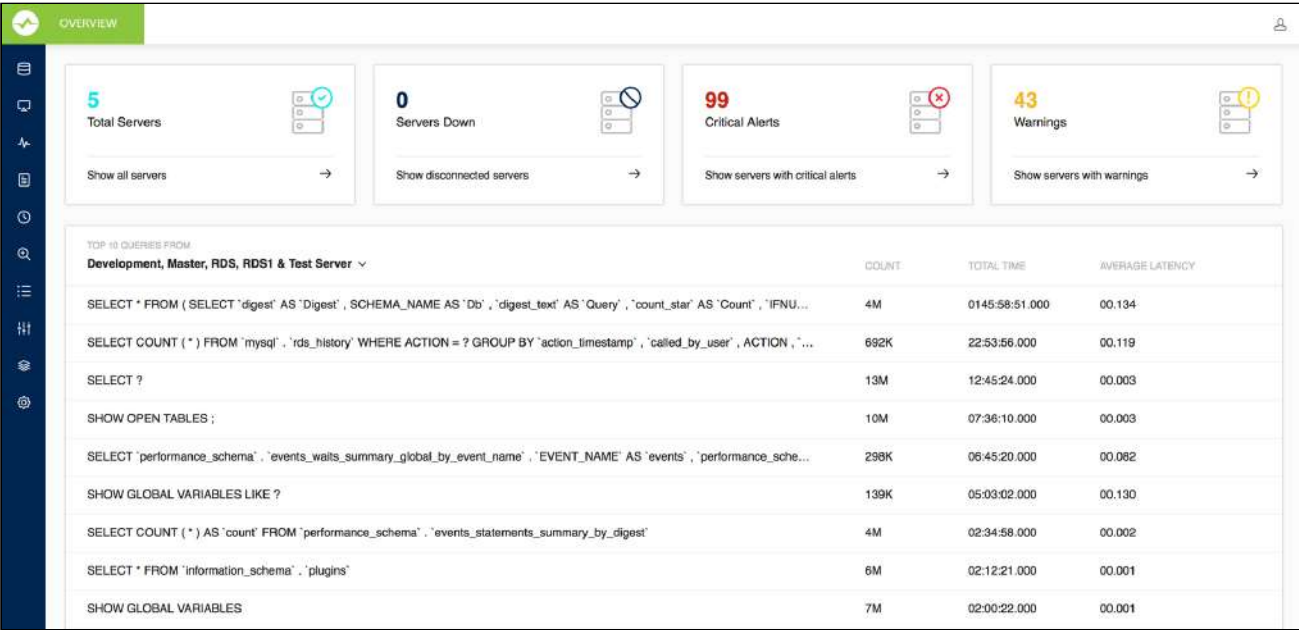 OVERVIEW
5
Total Servers
Show all servers
0
Servers Down
Show disconnected servers
99
Critical Alerts
Show servers with critical alerts
43
Warnings
Show servers with warnings
TOP 10 QUERIES FROM
Development, Master, RDS, RDS1 & Test Server COUNT TOTAL TIME AVERAGE LATENCY
SELECT * FROM ( SELECT `digest` AS `Digest` , SCHEMA_NAME AS `Db` , `digest_text` AS `Query` , `count_star` AS `Count` , `IFNU... 4M 0145:58:51.000 00.134
SELECT COUNT ( * ) FROM `mysql` . `rds_history` WHERE ACTION = ? GROUP BY `action_timestamp` , `called_by_user` , ACTION , `... 692K 22:53:56.000 00.119
SELECT ? 13M 12:45:24.000 00.003
SHOW OPEN TABLES ; 10M 07:36:10.000 00.003
SELECT `performance_schema` . `events_waits_summary_global_by_event_name` . `EVENT_NAME` AS `events` , `performance_sche... 298K 06:45:20.000 00.082
SHOW GLOBAL VARIABLES LIKE ? 139K 05:03:02.000 00.130
SELECT COUNT ( * ) AS `count` FROM `performance_schema` . `events_statements_summary_by_digest` 4M 02:34:58.000 00.002
SELECT * FROM `information_schema` . `plugins` 6M 02:12:21.000 00.001
SHOW GLOBAL VARIABLES 7M 02:00:22.000 00.001